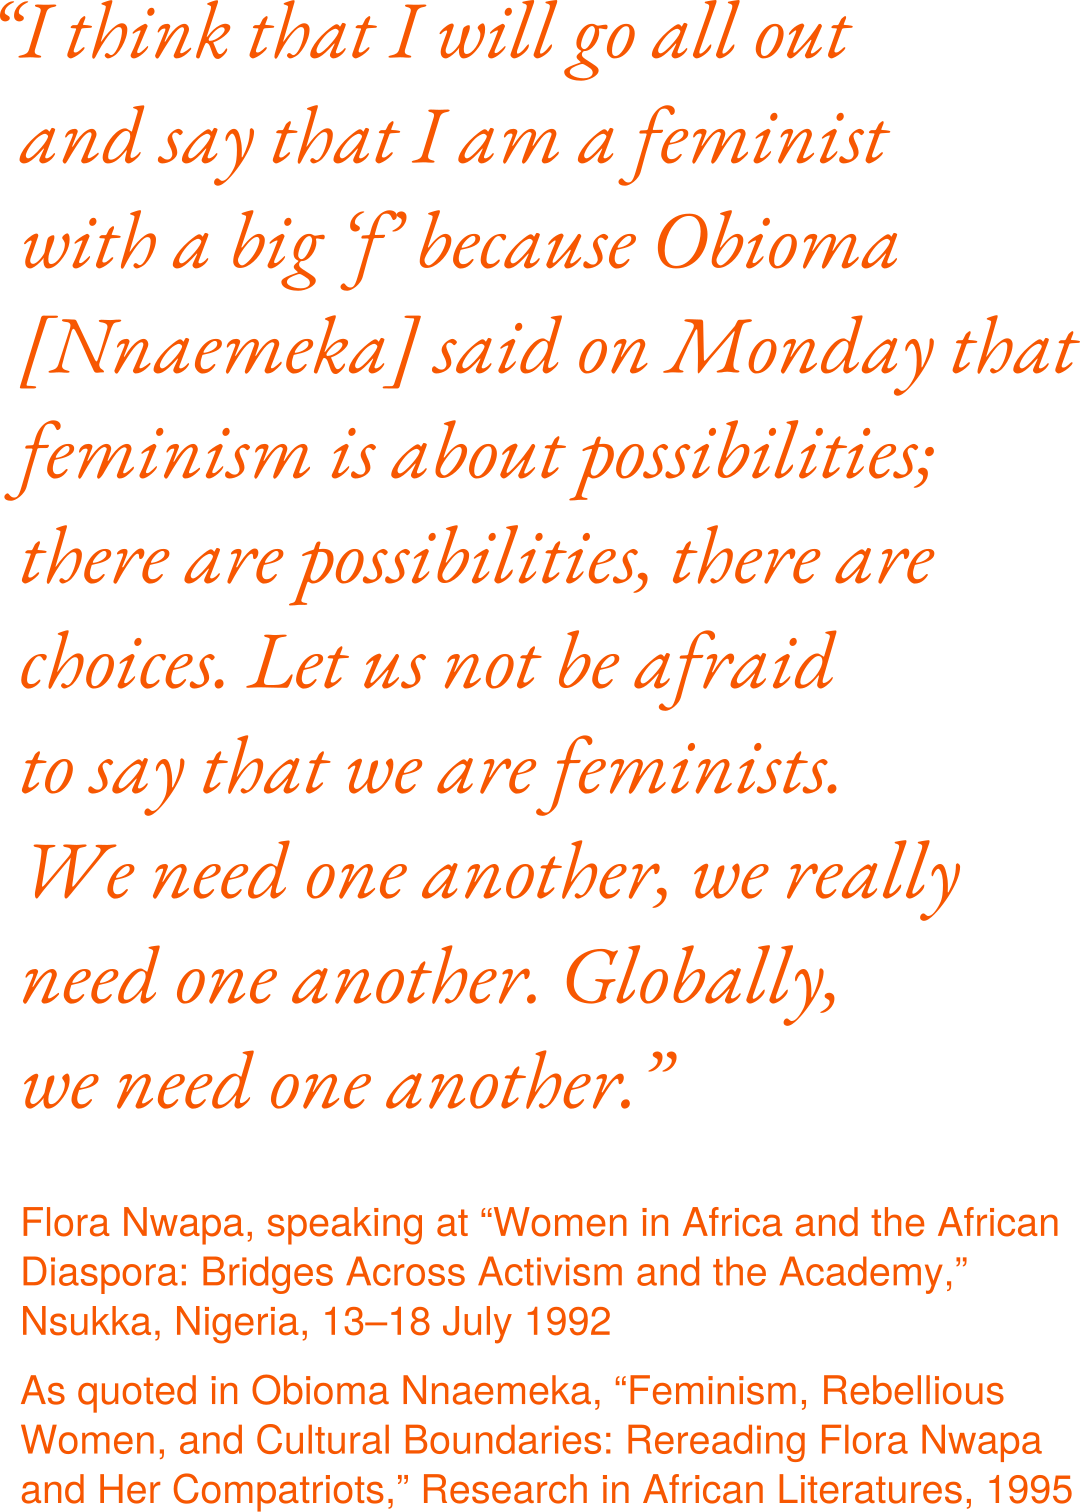 “I think that I will go all out
and say that I am a feminist
with a big ‘f’ because Obioma
[Nnaemeka] said on Monday that
feminism is about possibilities;
there are possibilities, there are
choices. Let us not be afraid
to say that we are feminists.
We need one another, we really
need one another. Globally,
we need one another.”
Flora Nwapa, speaking at “Women in Africa and the African
Diaspora: Bridges Across Activism and the Academy,”
Nsukka, Nigeria, 13–18 July 1992
As quoted in Obioma Nnaemeka, “Feminism, Rebellious
Women, and Cultural Boundaries: Rereading Flora Nwapa
and Her Compatriots,” Research in African Literatures, 1995